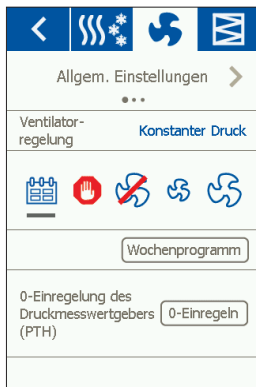 Allgem. Einstellungen
Ventilator-
regelung
Konstanter Druck
Wochenprogramm
0-Einregelung des
Druckmesswertgebers
(PTH)
0-Einregeln